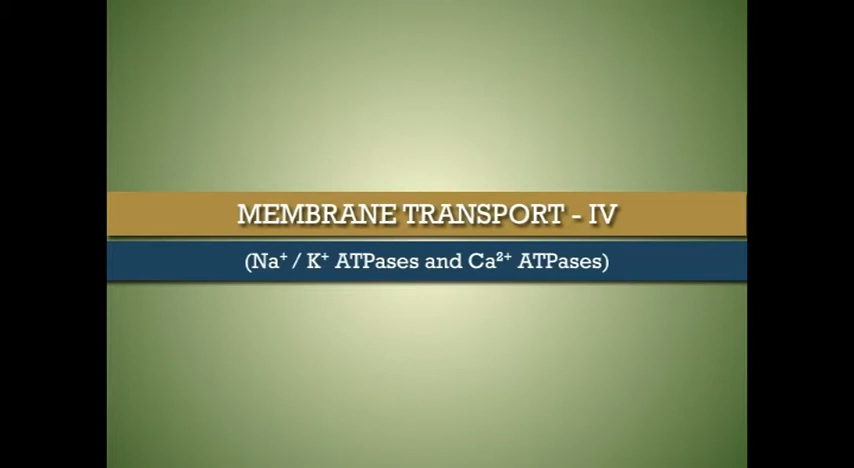 MEMBRANE TRANSPORT - IV
(Na⁺ / K⁺ ATPases and Ca²⁺ ATPases)